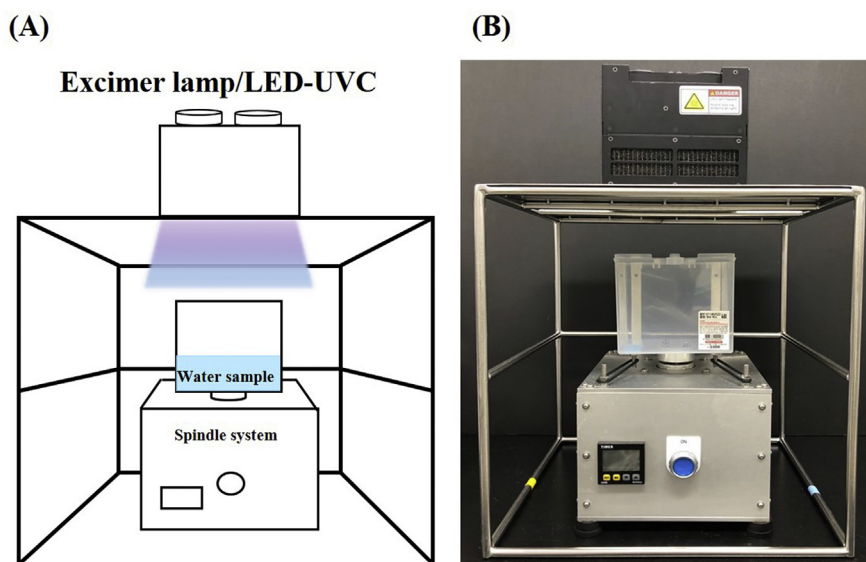 (A)
(B)
Excimer lamp/LED-UVC
Water sample
Spindle system
DANGER
TIMER
ON